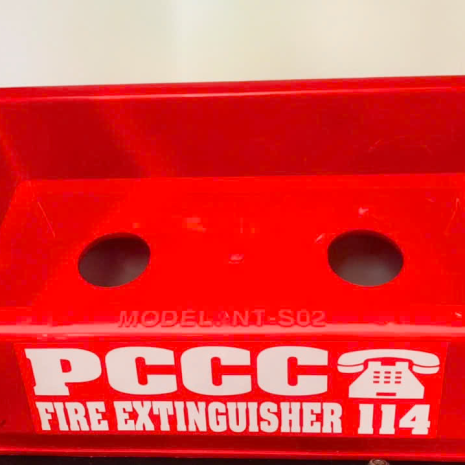 MODEL: NT-S02
PCCC
FIRE EXTINGUISHER 114